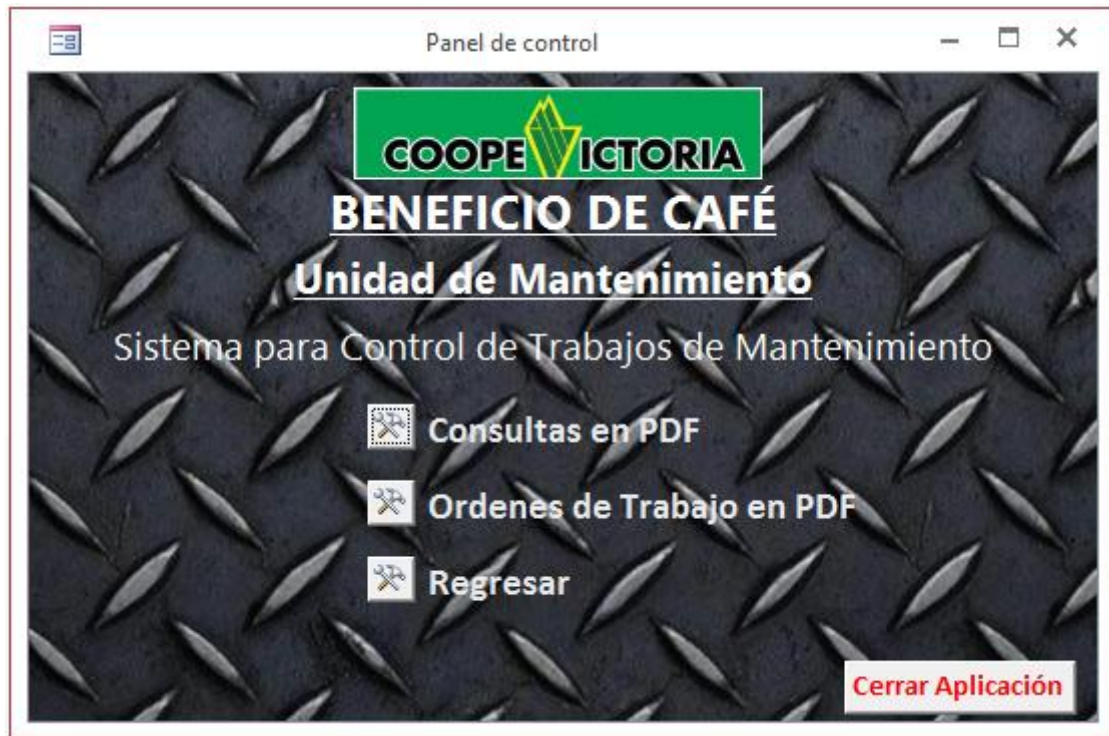 Panel de control
COOPEVICTORIA
BENEFICIO DE CAFÉ
Unidad de Mantenimiento
Sistema para Control de Trabajos de Mantenimiento
Consultas en PDF
Ordenes de Trabajo en PDF
Regresar
Cerrar Aplicación